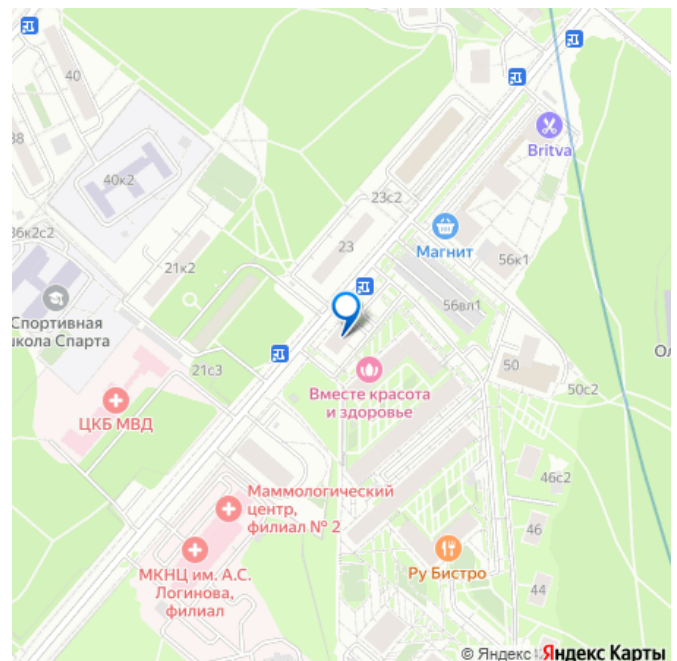 40
Britva
40к2
38
23с2
36к2с2
23
Магнит
56к1
21к2
56вл1
Спортивная
школа Спарта
21с3
50
Ол
50с2
Вместе красота
и здоровье
ЦКБ МВД
46с2
Маммологический
центр,
филиал № 2
46
МКНЦ им. А.С.
Логинова,
филиал
Ру Бистро
44
© Яндекс
Яндекс Карты